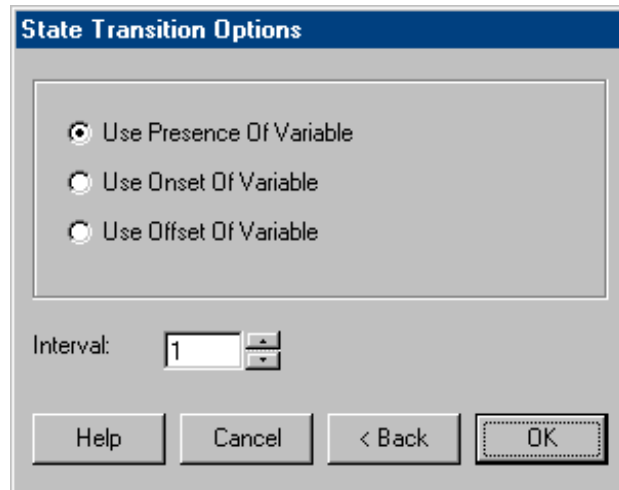 State Transition Options
Use Presence Of Variable
Use Onset Of Variable
Use Offset Of Variable
Interval: 1
Help Cancel < Back OK